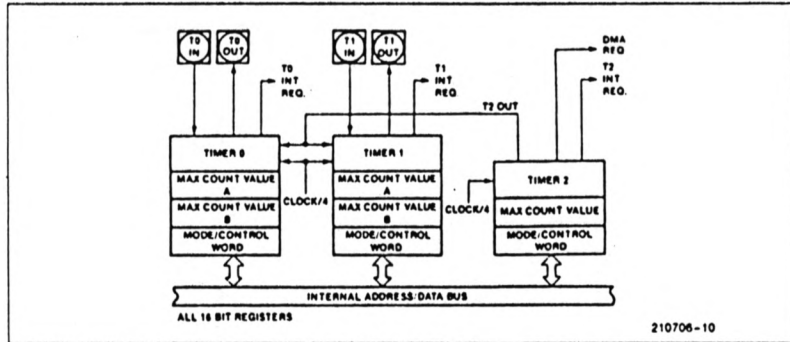 T0 IN
T0 OUT
T1 IN
T1 OUT
DMA REQ
T0 INT REQ.
T1 INT REQ.
T2 INT REQ.
T2 OUT
TIMER 0
MAX COUNT VALUE A
MAX COUNT VALUE B
MODE/CONTROL WORD
CLOCK/4
TIMER 1
MAX COUNT VALUE A
MAX COUNT VALUE B
MODE/CONTROL WORD
CLOCK/4
TIMER 2
MAX COUNT VALUE
MODE/CONTROL WORD
INTERNAL ADDRESS/DATA BUS
ALL 16 BIT REGISTERS
210706-10